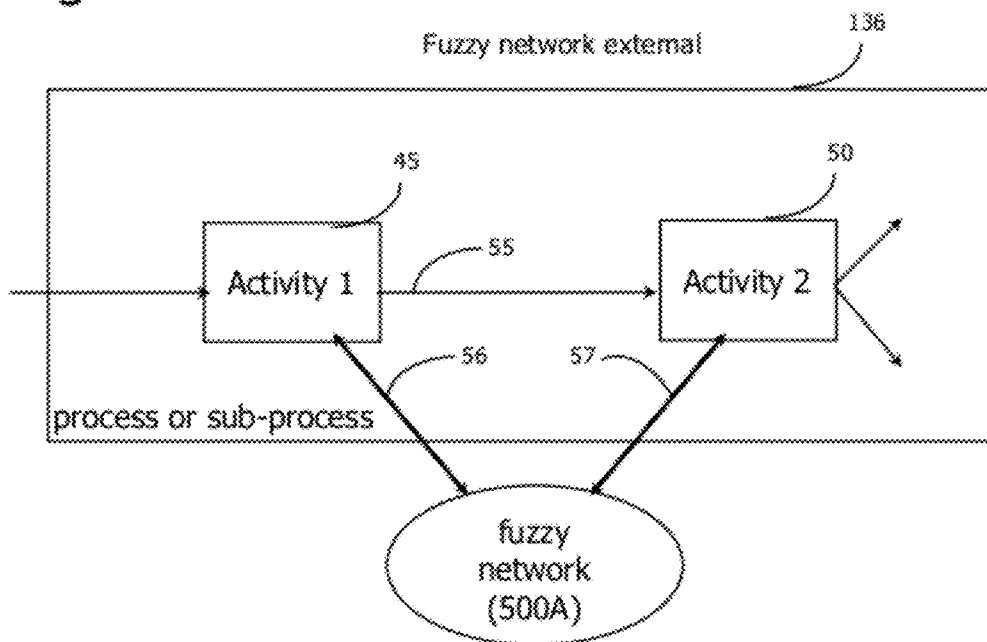 136
Fuzzy network external
45
50
55
Activity 1
Activity 2
56
57
process or sub-process
fuzzy
network
(500A)